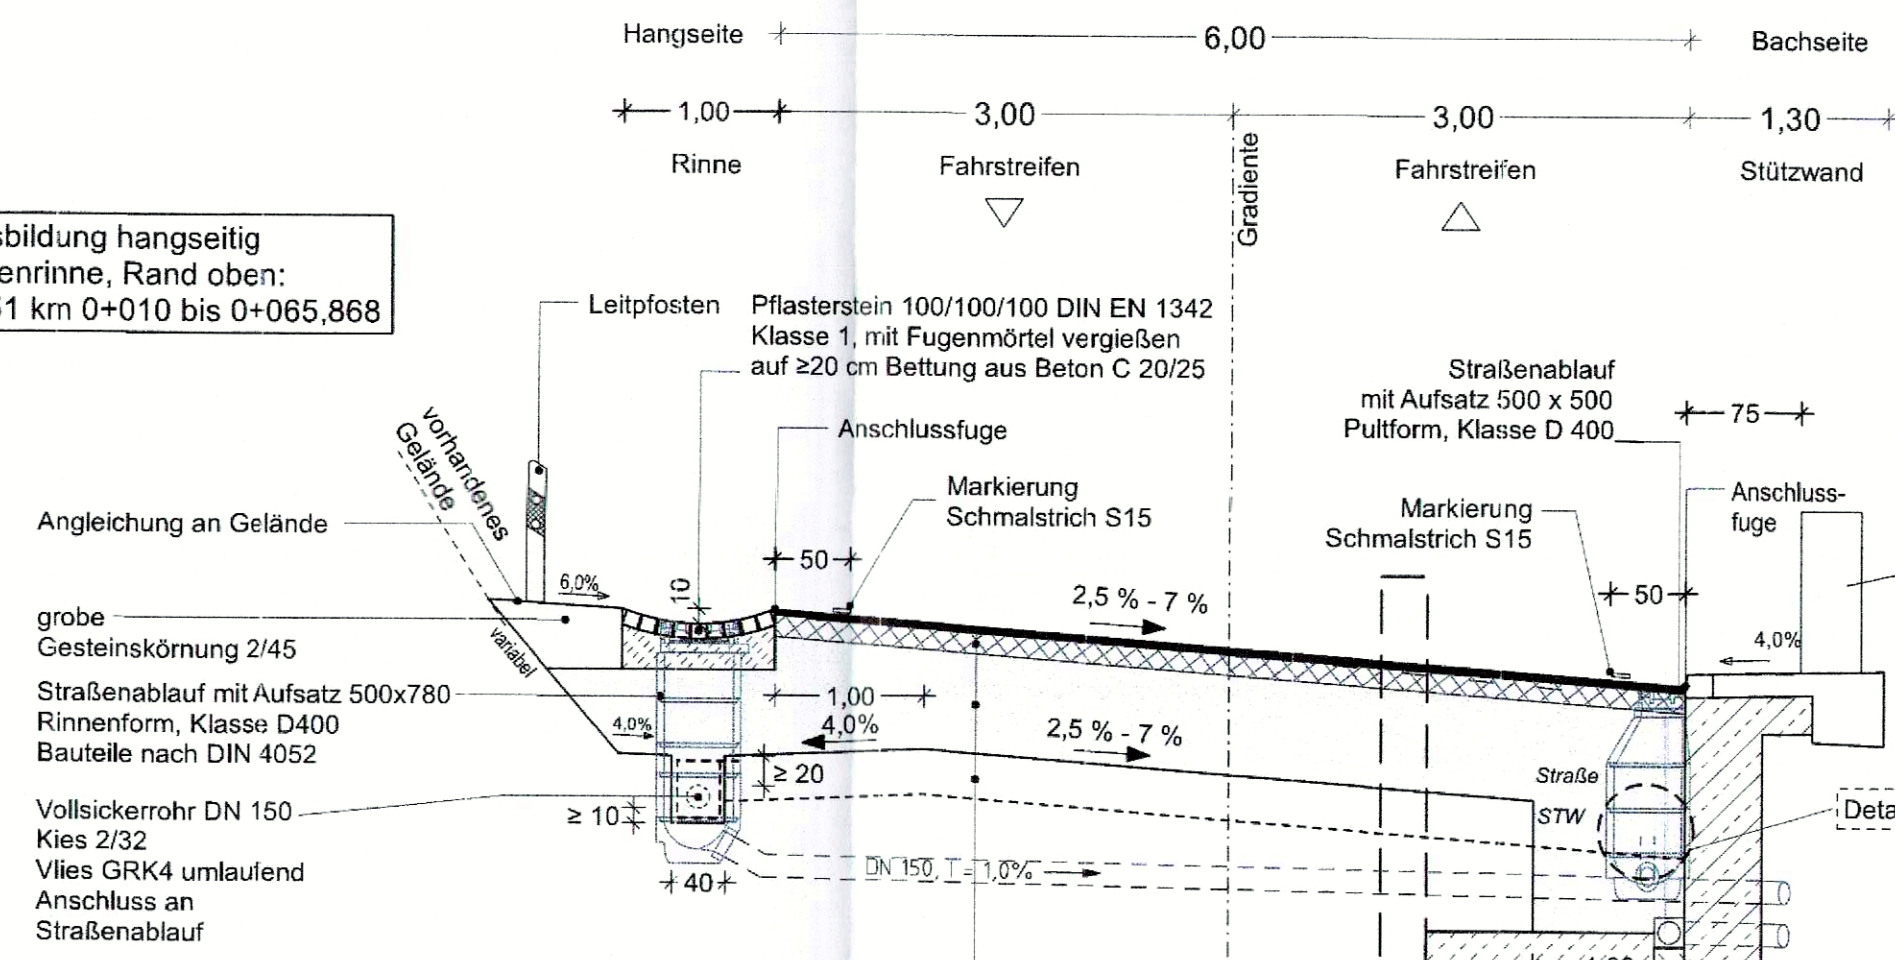 Hangseite
6,00
Bachseite
1,00
3,00
3,00
1,30
Rinne
Fahrstreifen
Gradiente
Fahrstreifen
Stützwand
sbildung hangseitig
enrinne, Rand oben:
51 km 0+010 bis 0+065,868
Leitpfosten
Pflasterstein 100/100/100 DIN EN 1342
Klasse 1, mit Fugenmörtel vergießen
auf ≥20 cm Bettung aus Beton C 20/25
Straßenablauf
mit Aufsatz 500 x 500
Pultform, Klasse D 400
75
vorhandenes
Gelände
Anschlussfuge
Markierung
Schmalstrich S15
Markierung
Schmalstrich S15
Anschluss-
fuge
Angleichung an Gelände
50
6,0%
10
2,5 % - 7 %
50
4,0%
grobe
Gesteinskörnung 2/45
variabel
Straßenablauf mit Aufsatz 500x780
Rinnenform, Klasse D400
Bauteile nach DIN 4052
4,0%
1,00
4,0%
2,5 % - 7 %
≥ 20
Straße
STW
Deta
Vollsickerrohr DN 150
Kies 2/32
Vlies GRK4 umlaufend
Anschluss an
Straßenablauf
≥ 10
40
DN 150, T = 1,0%